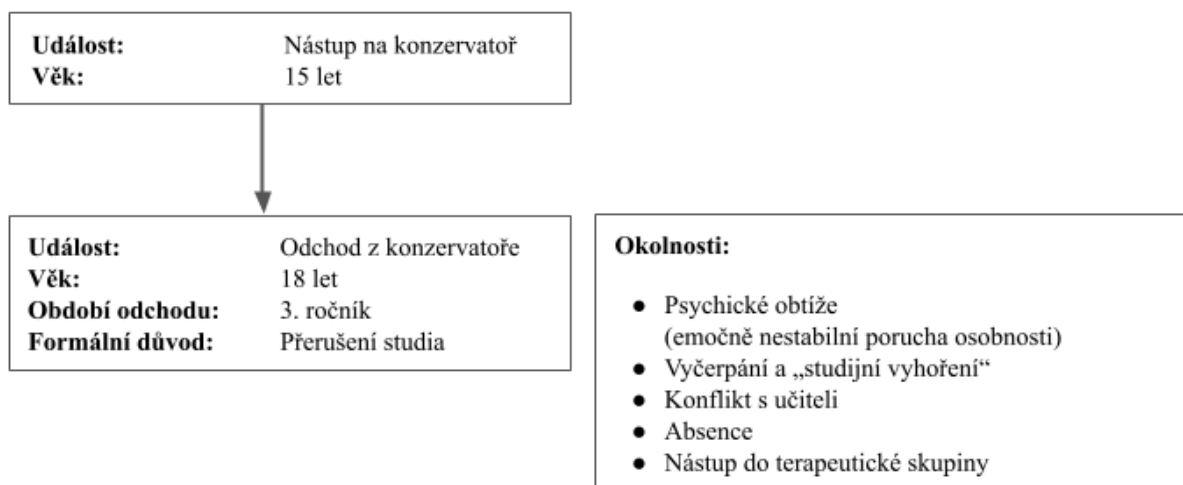 Událost: Nástup na konzervatoř
Věk: 15 let
Událost: Odchod z konzervatoře
Věk: 18 let
Období odchodu: 3. ročník
Formální důvod: Přerušení studia
Okolnosti:
● Psychické obtíže
(emočně nestabilní porucha osobnosti)
● Vyčerpání a „studijní vyhoření“
● Konflikt s učiteli
● Absence
● Nástup do terapeutické skupiny